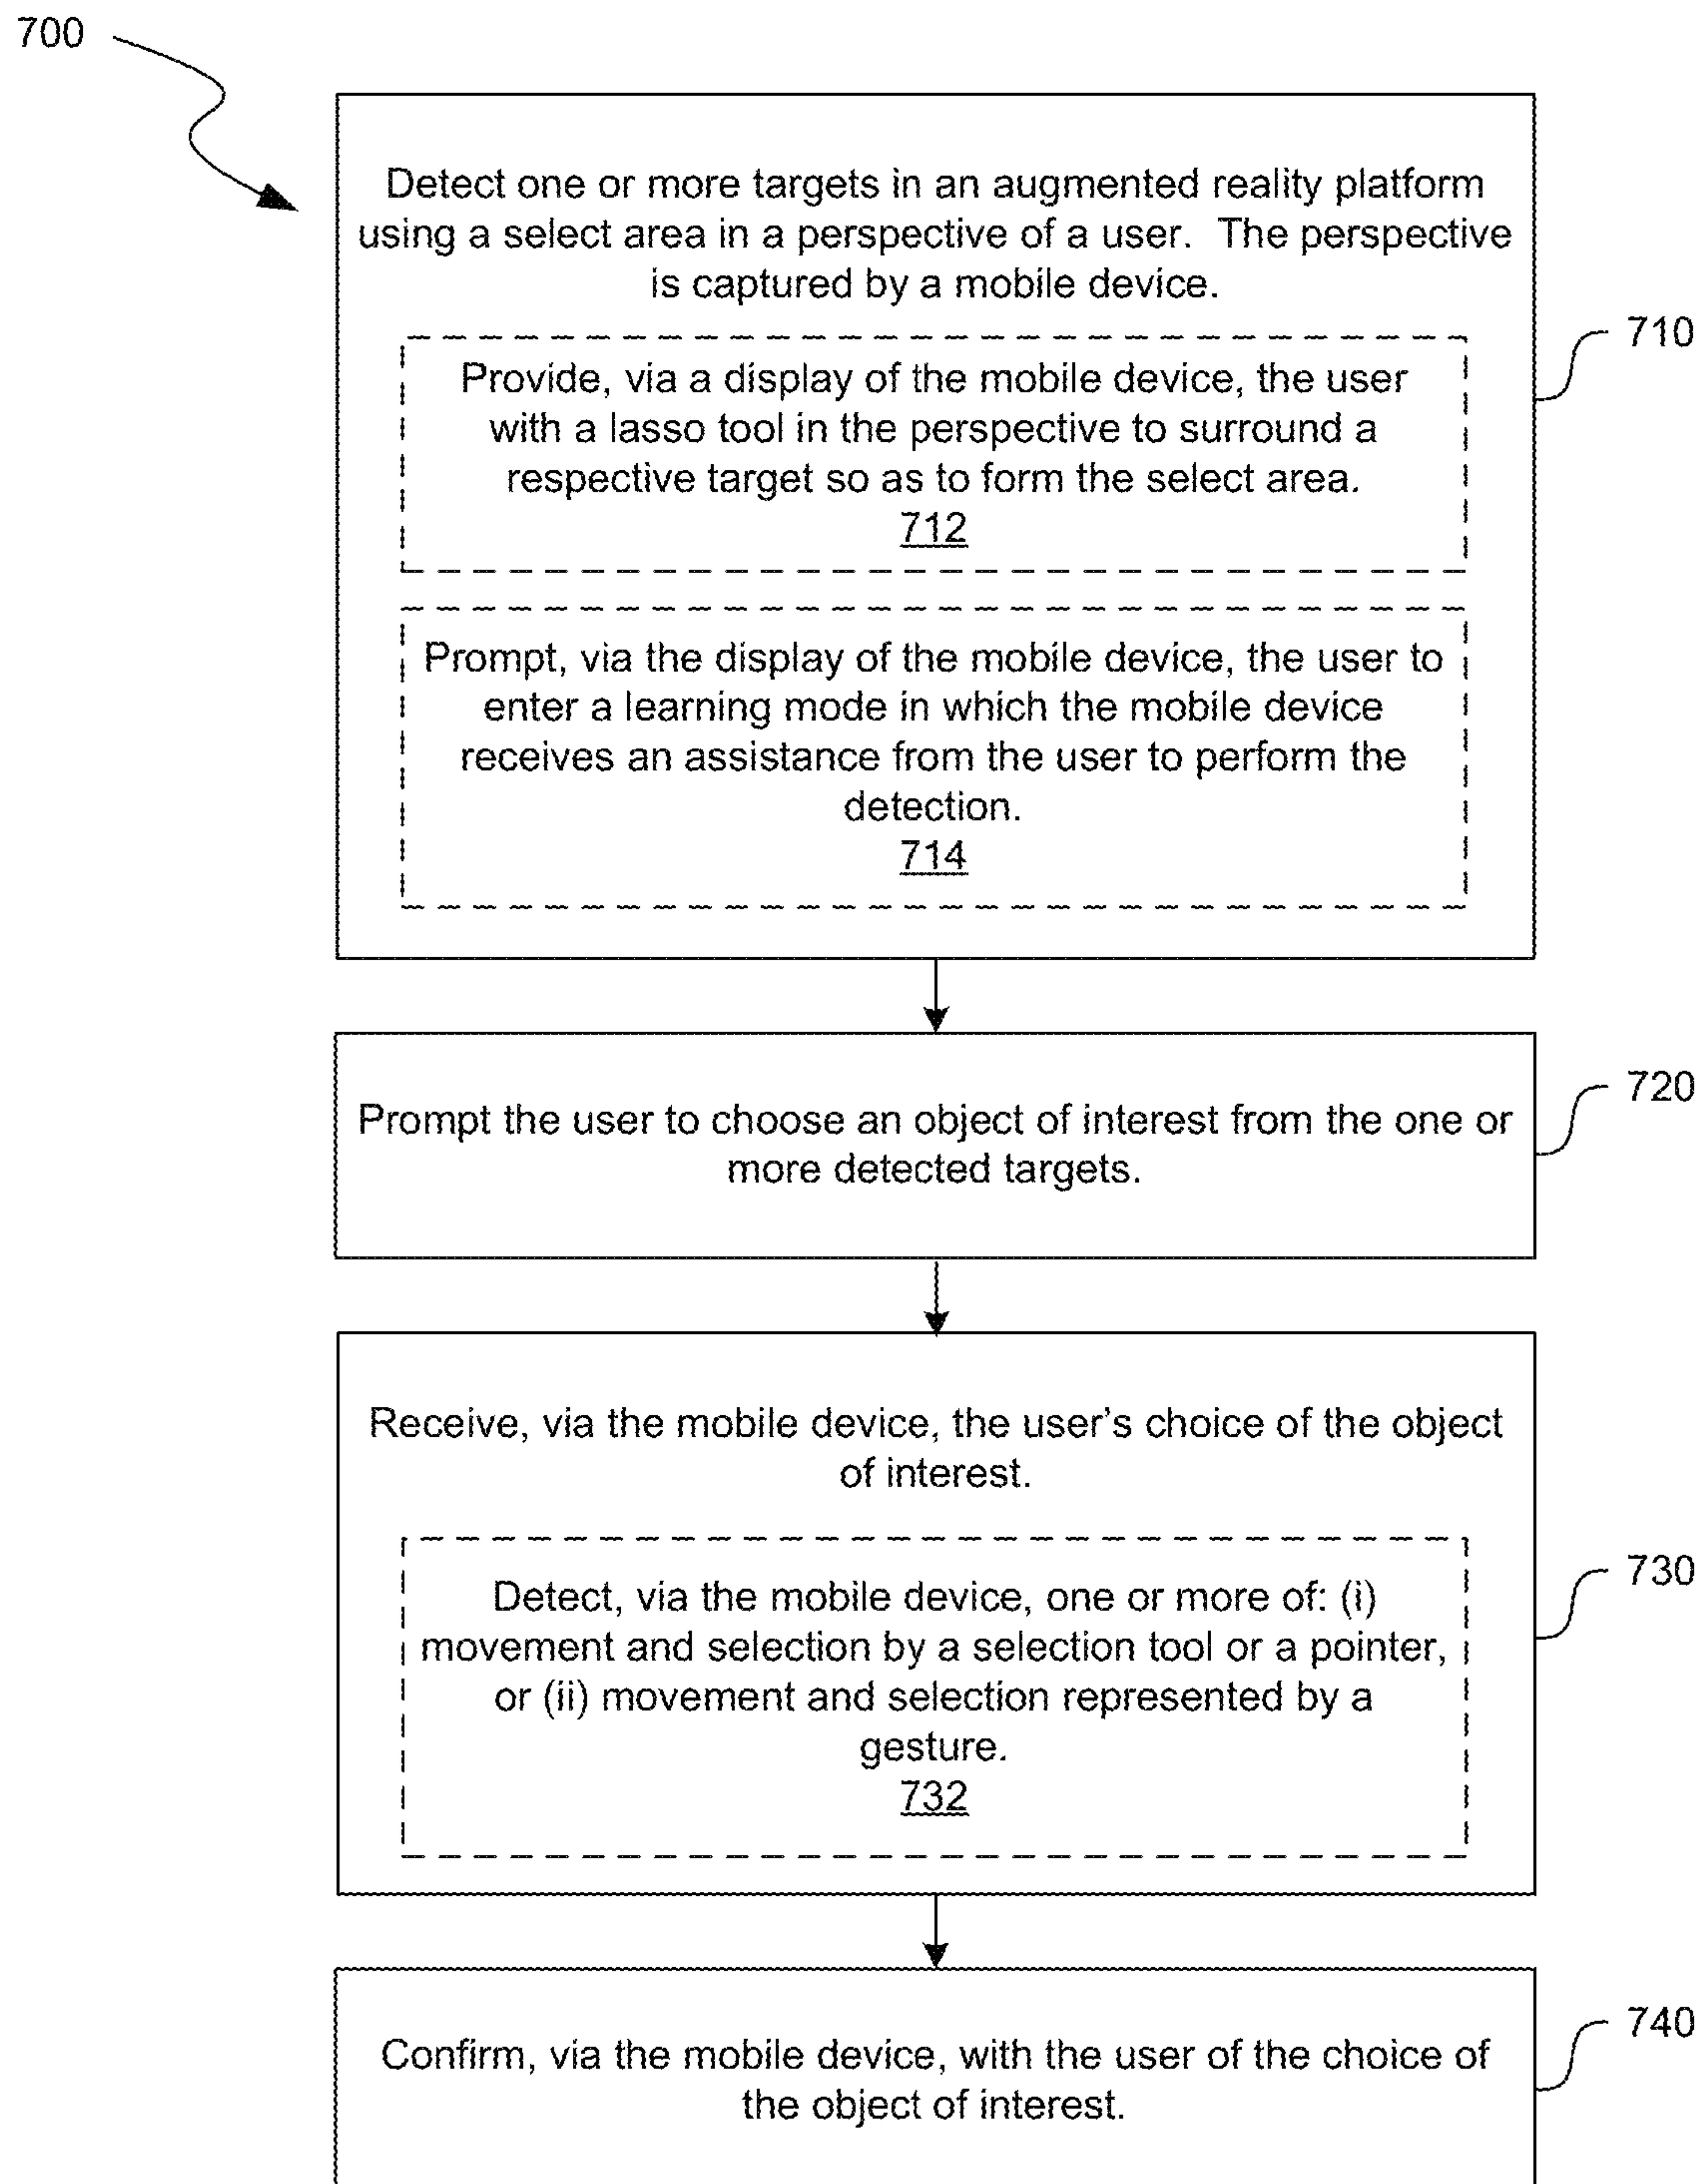 700
Detect one or more targets in an augmented reality platform
using a select area in a perspective of a user.  The perspective
is captured by a mobile device.
710
Provide, via a display of the mobile device, the user
with a lasso tool in the perspective to surround a
respective target so as to form the select area.
712
Prompt, via the display of the mobile device, the user to
enter a learning mode in which the mobile device
receives an assistance from the user to perform the
detection.
714
720
Prompt the user to choose an object of interest from the one or
more detected targets.
Receive, via the mobile device, the user's choice of the object
of interest.
730
Detect, via the mobile device, one or more of: (i)
movement and selection by a selection tool or a pointer,
or (ii) movement and selection represented by a
gesture.
732
740
Confirm, via the mobile device, with the user of the choice of
the object of interest.